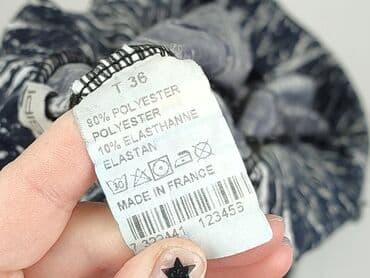 T 36
90% POLYESTER
POLYESTER
10% ELASTHANNE
ELASTAN
30
MADE IN FRANCE
123456